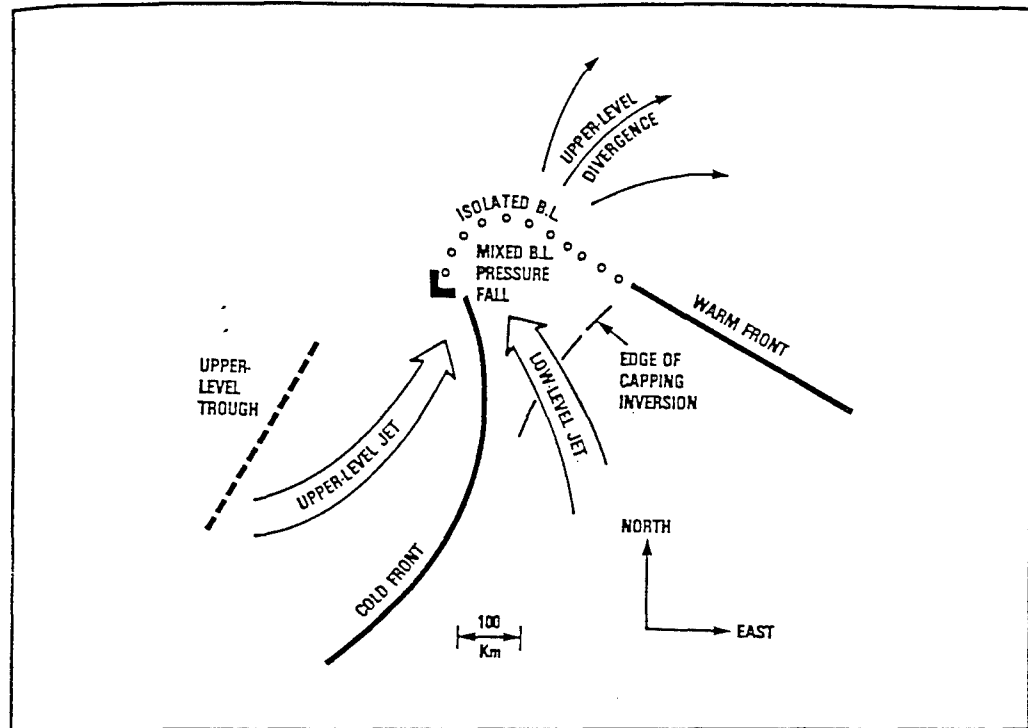 UPPER-LEVEL
DIVERGENCE
ISOLATED B.L.
MIXED B.L.
PRESSURE
FALL
L
WARM FRONT
UPPER-
LEVEL
TROUGH
EDGE OF
CAPPING
INVERSION
LOW-LEVEL JET
UPPER-LEVEL JET
NORTH
COLD FRONT
100
Km
EAST